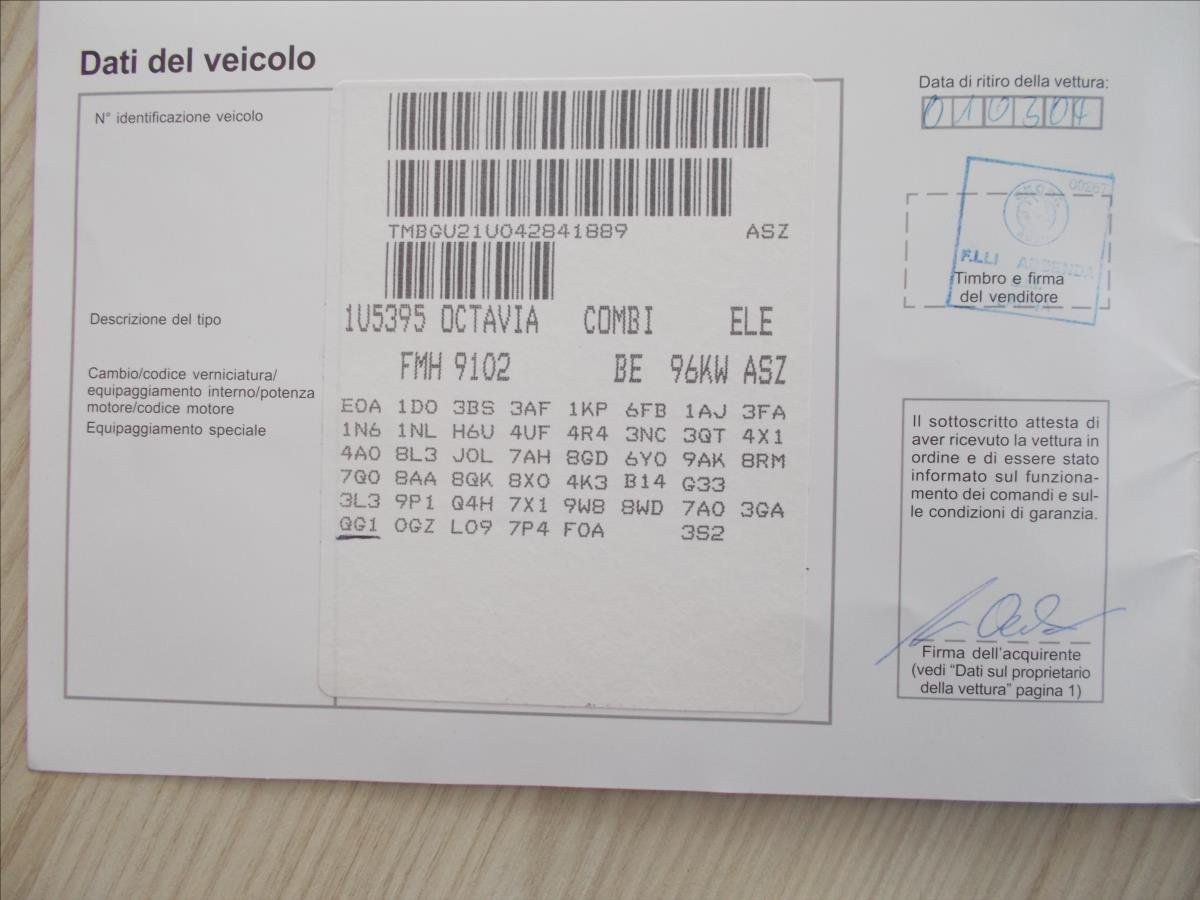 Dati del veicolo
N° identificazione veicolo
TMBGU21U042841889 ASZ
Descrizione del tipo
1U5395 OCTAVIA COMBI ELE
FMH 9102 BE 96KW ASZ
Cambio/codice verniciatura/
equipaggiamento interno/potenza
motore/codice motore
Equipaggiamento speciale
E0A 1D0 3BS 3AF 1KP 6FB 1AJ 3FA
1N6 1NL H6U 4UF 4R4 3NC 3QT 4X1
4A0 8L3 J0L 7AH 8GD 6Y0 9AK 8RM
7Q0 8AA 8QK 8X0 4K3 B14 G33
3L3 9P1 Q4H 7X1 9W8 8WD 7A0 3GA
QG1 0GZ L09 7P4 F0A 3S2
Data di ritiro della vettura:
010304
00267
F.LLI
Timbro e firma
del venditore
Il sottoscritto attesta di
aver ricevuto la vettura in
ordine e di essere stato
informato sul funziona-
mento dei comandi e sul-
le condizioni di garanzia.
Firma dell'acquirente
(vedi “Dati sul proprietario
della vettura” pagina 1)